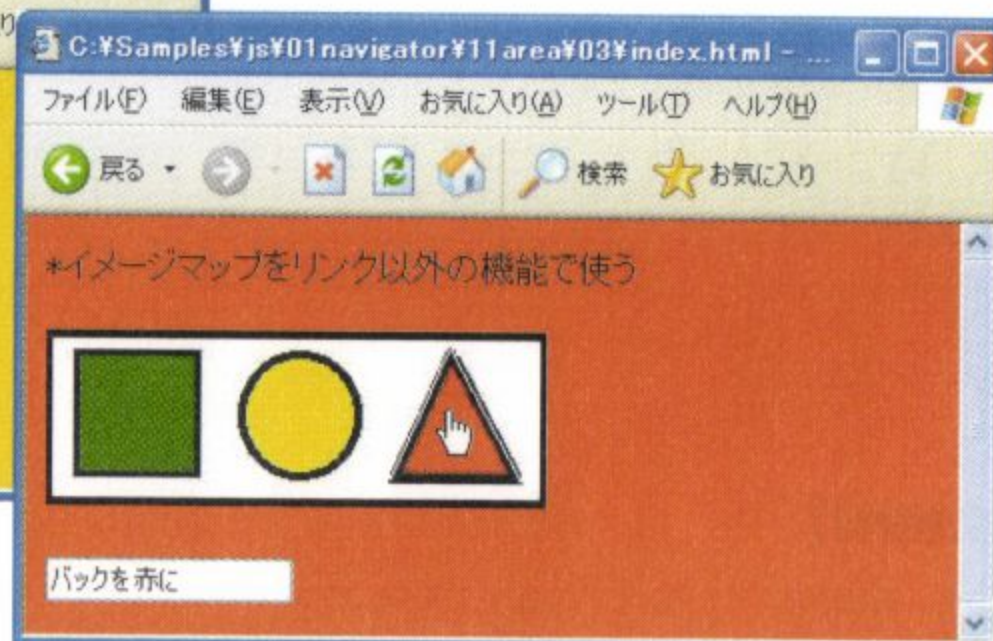 り
C:¥Samples¥js¥01navigator¥11area¥03¥index.html - ...
ファイル(F) 編集(E) 表示(V) お気に入り(A) ツール(T) ヘルプ(H)
戻る 検索 お気に入り
*イメージマップをリンク以外の機能で使う
バックを赤に